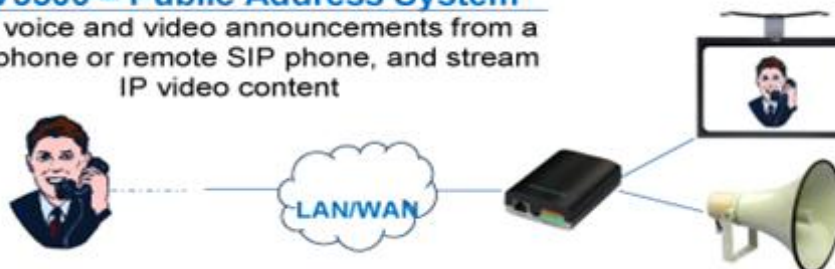 Public Address System
voice and video announcements from a
phone or remote SIP phone, and stream
IP video content
LAN/WAN